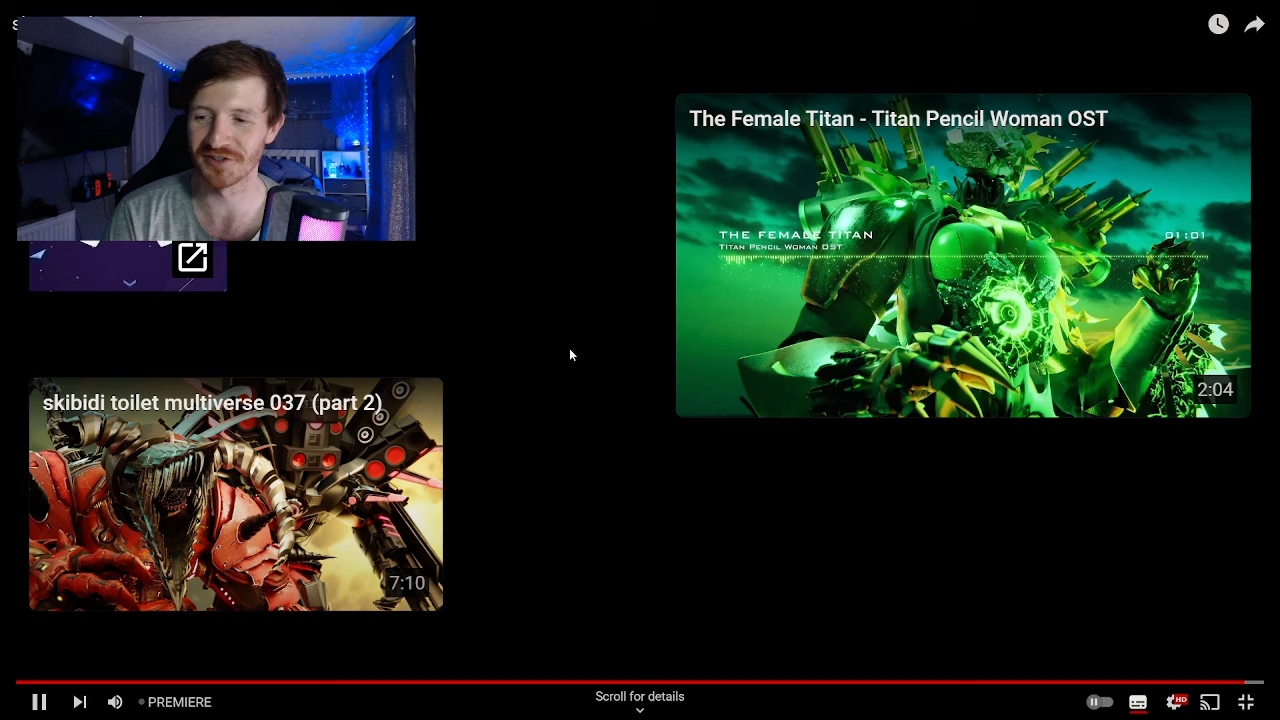 The Female Titan - Titan Pencil Woman OST
THE FEMALE TITAN
01:01
TITAN PENCIL WOMAN OST
2:04
skibidi toilet multiverse 037 (part 2)
7:10
PREMIERE
Scroll for details
HD